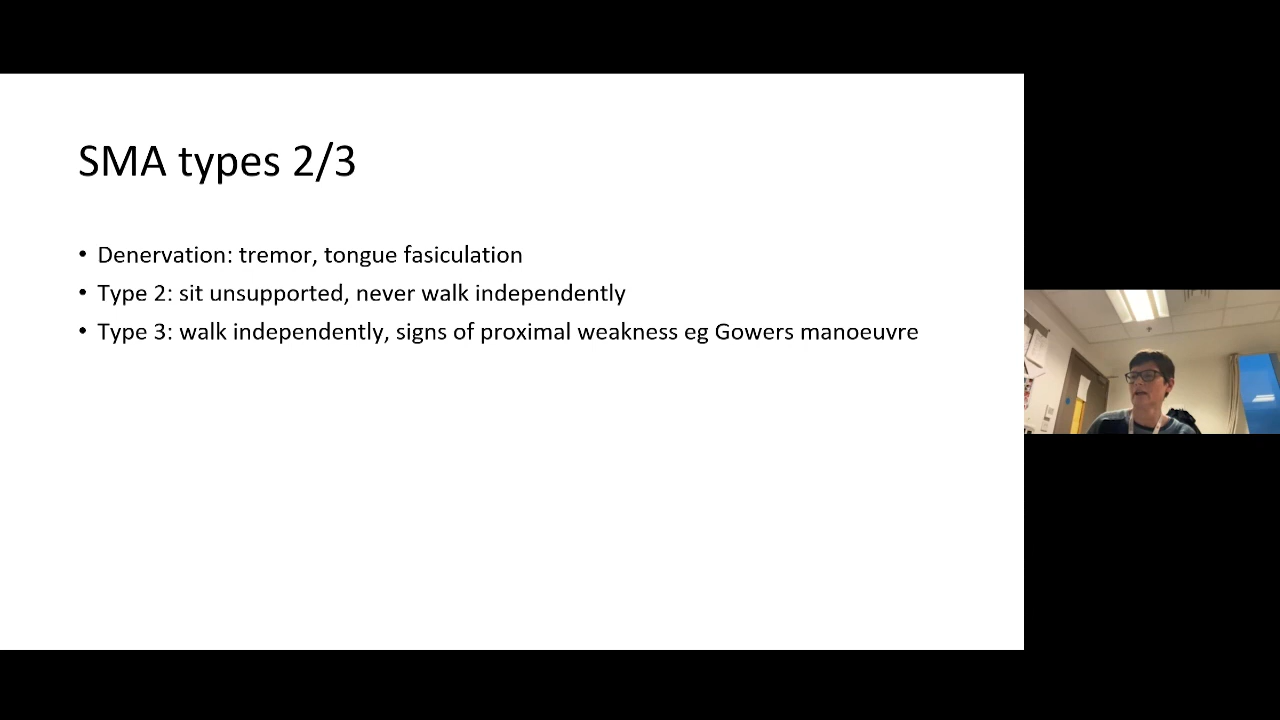 SMA types 2/3
• Denervation: tremor, tongue fasiculation
• Type 2: sit unsupported, never walk independently
• Type 3: walk independently, signs of proximal weakness eg Gowers manoeuvre